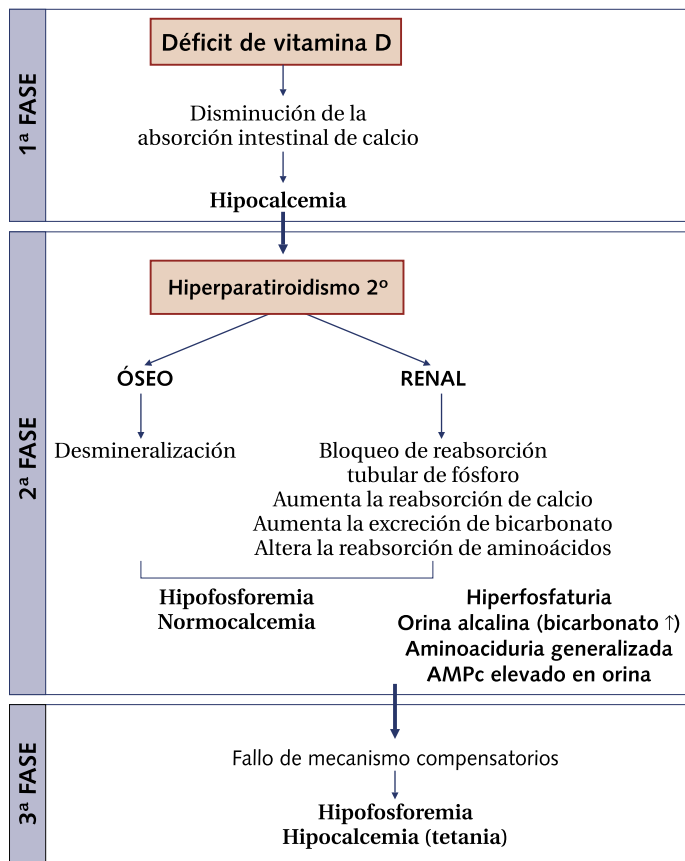 1ª FASE
Déficit de vitamina D
Disminución de la
absorción intestinal de calcio
Hipocalcemia
2ª FASE
Hiperparatiroidismo 2º
ÓSEO
RENAL
Desmineralización
Bloqueo de reabsorción
tubular de fósforo
Aumenta la reabsorción de calcio
Aumenta la excreción de bicarbonato
Altera la reabsorción de aminoácidos
Hipofosforemia
Normocalcemia
Hiperfosfaturia
Orina alcalina (bicarbonato ↑)
Aminoaciduria generalizada
AMPc elevado en orina
3ª FASE
Fallo de mecanismo compensatorios
Hipofosforemia
Hipocalcemia (tetania)